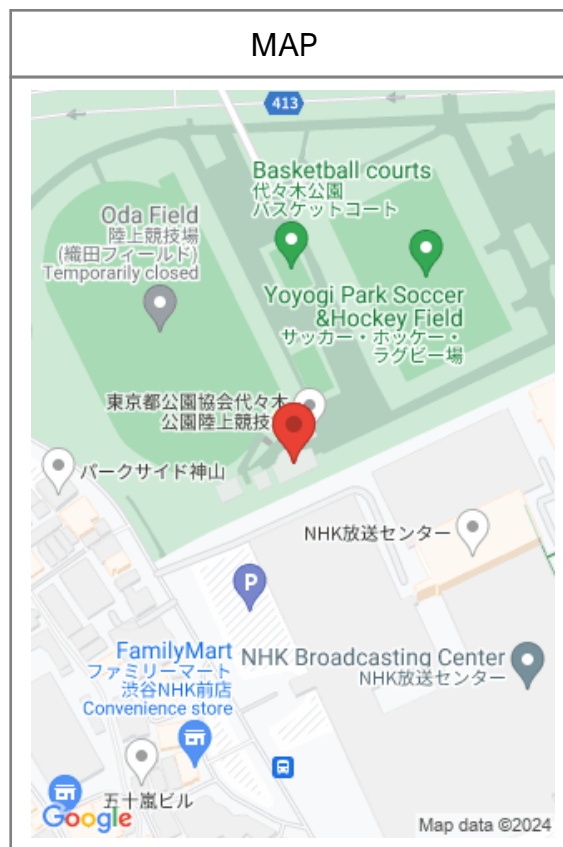 MAP
413
Basketball courts
代々木公園
バスケットコート
Oda Field
陸上競技場
(織田フィールド)
Temporarily closed
Yoyogi Park Soccer
&Hockey Field
サッカー・ホッケー・
ラグビー場
東京都公園協会代々木
公園陸上競技
パークサイド神山
NHK放送センター
P
FamilyMart
ファミリーマート
渋谷NHK前店
Convenience store
NHK Broadcasting Center
NHK放送センター
五十嵐ビル
Google
Map data ©2024